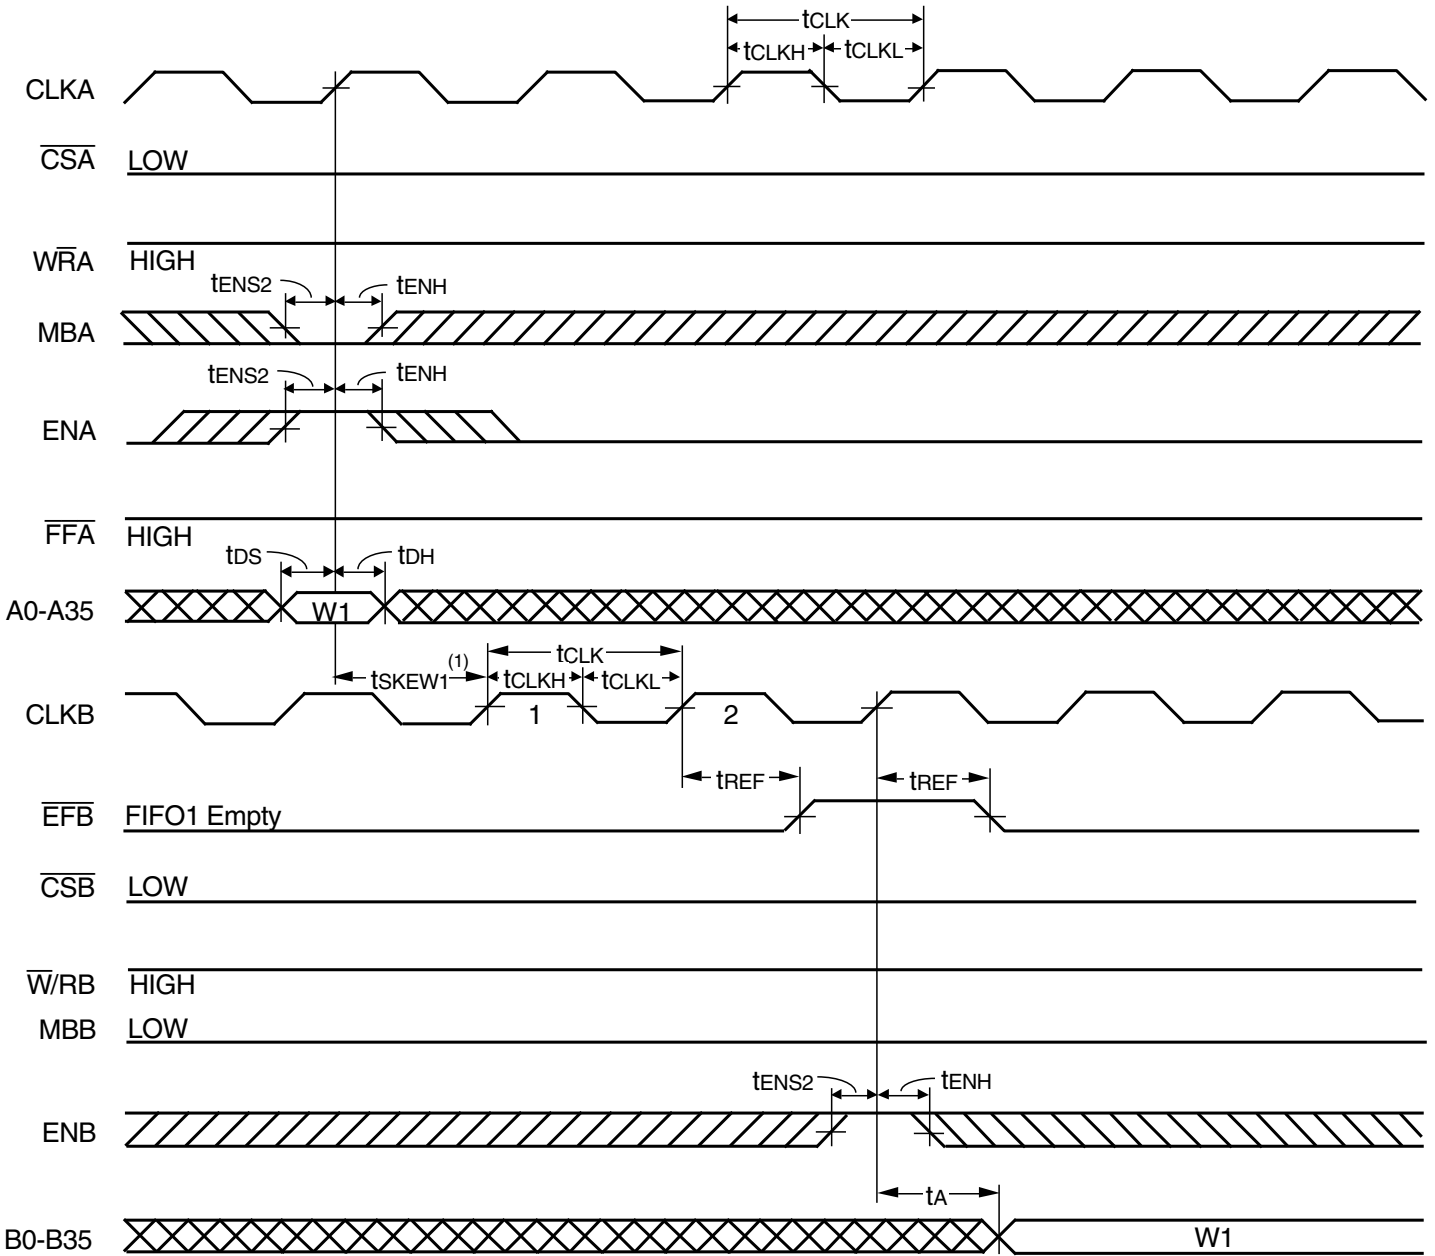 tCLK
tCLKH tCLKL
CLKA
CSA LOW
WRA HIGH
tENS2 tENH
MBA
tENS2 tENH
ENA
FFA HIGH
tDS tDH
A0-A35 W1
tSKEW1(1) tCLK
tCLKH tCLKL
CLKB 1 2
tREF tREF
EFB FIFO1 Empty
CSB LOW
W/RB HIGH
MBB LOW
tENS2 tENH
ENB
tA
B0-B35 W1